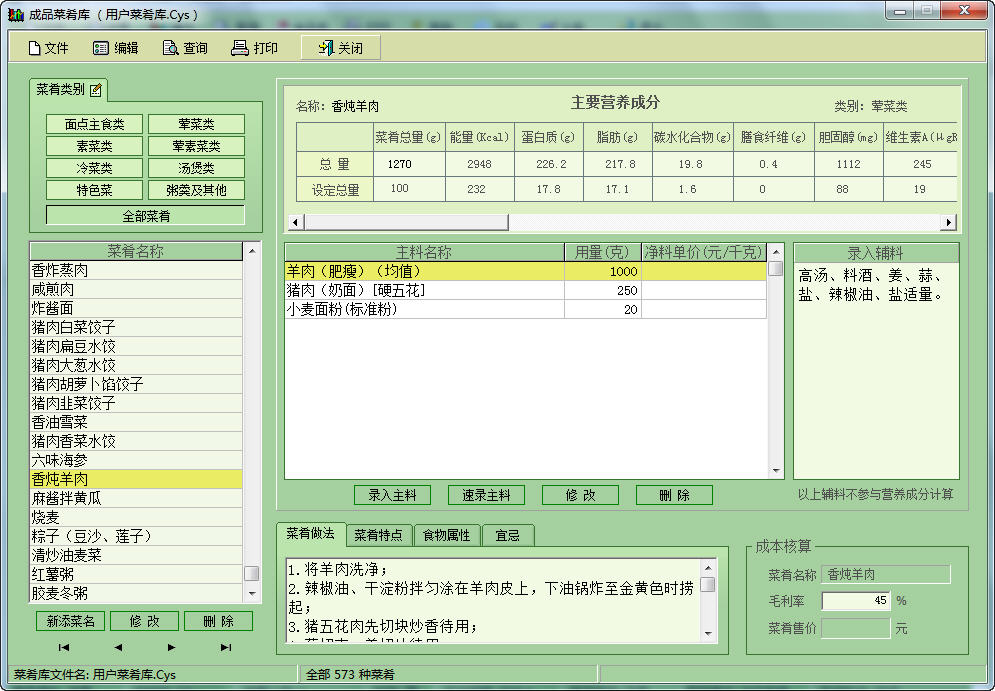 成品菜肴库 （用户菜肴库.Cys）
文件 编辑 查询 打印 关闭
菜肴类别
面点主食类 荤菜类
素菜类 荤素菜类
冷菜类 汤煲类
特色菜 粥羹及其他
全部菜肴
菜肴名称
香炸蒸肉
咸煎肉
炸酱面
猪肉白菜饺子
猪肉扁豆水饺
猪肉大葱水饺
猪肉胡萝卜馅饺子
猪肉韭菜饺子
香油雪菜
猪肉香菜水饺
六味海参
香炖羊肉
麻酱拌黄瓜
烧麦
粽子（豆沙、莲子）
清炒油麦菜
红薯粥
胶麦冬粥
新添菜名 修 改 删 除
名称：香炖羊肉 主要营养成分 类别：荤菜类
菜肴总量(g) 能量(Kcal) 蛋白质(g) 脂肪(g) 碳水化合物(g) 膳食纤维(g) 胆固醇(mg) 维生素A(μgR
总 量 1270 2948 226.2 217.8 19.8 0.4 1112 245
设定总量 100 232 17.8 17.1 1.6 0 88 19
主料名称 用量(克) 净料单价(元/千克)
羊肉（肥瘦）（均值） 1000
猪肉（奶面）[硬五花] 250
小麦面粉(标准粉) 20
录入主料 速录主料 修 改 删 除
录入辅料
高汤、料酒、姜、蒜、
盐、辣椒油、盐适量。
以上辅料不参与营养成分计算
菜肴做法 菜肴特点 食物属性 宜忌
1.将羊肉洗净；
2.辣椒油、干淀粉拌匀涂在羊肉皮上，下油锅炸至金黄色时捞
起；
3.猪五花肉先切块炒香待用；
成本核算
菜肴名称 香炖羊肉
毛利率 45 %
菜肴售价 元
菜肴库文件名: 用户菜肴库.Cys 全部 573 种菜肴